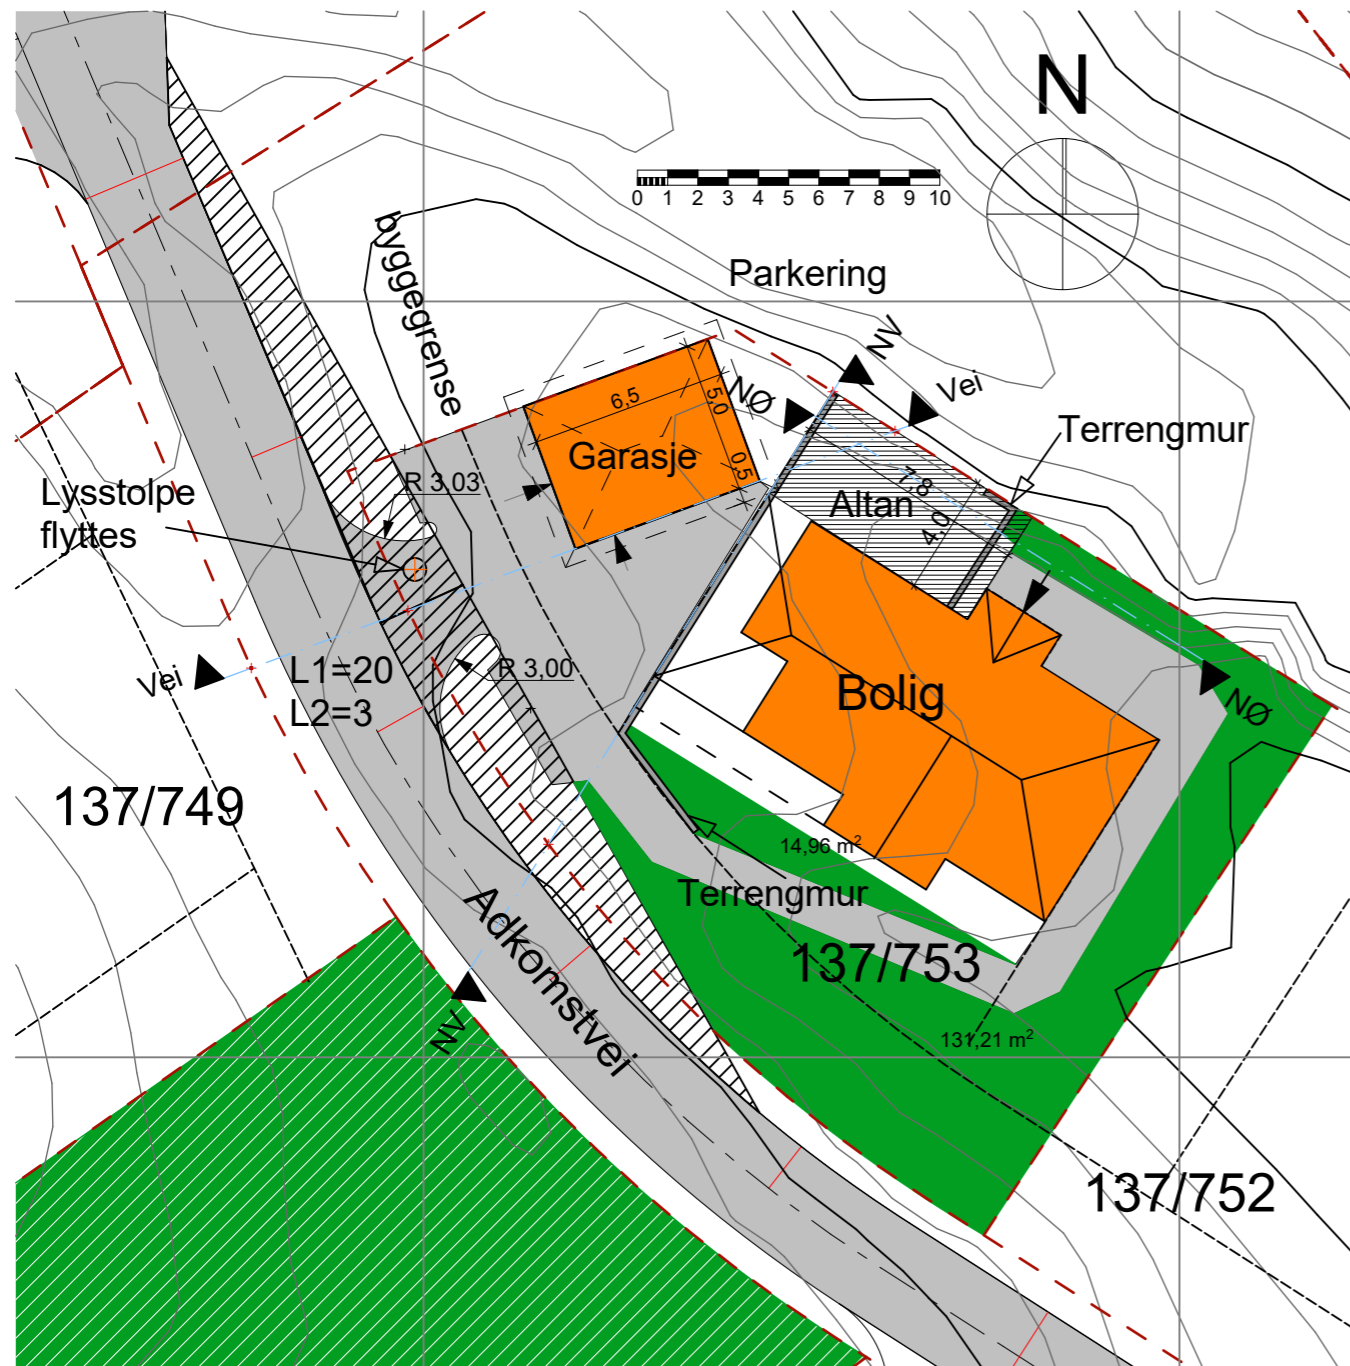 N
0 1 2 3 4 5 6 7 8 9 10
byggegrense
Parkering
NV
Vei
NØ
6,5
5,0
0,5
Garasje
Terrengmur
7,8
Altan
4,0
R 3,03
Lysstolpe
flyttes
Vei
L1=20
L2=3
R 3,00
Bolig
NØ
137/749
14,96 m²
Terrengmur
Adkomstvei
137/753
NV
131,21 m²
137/752